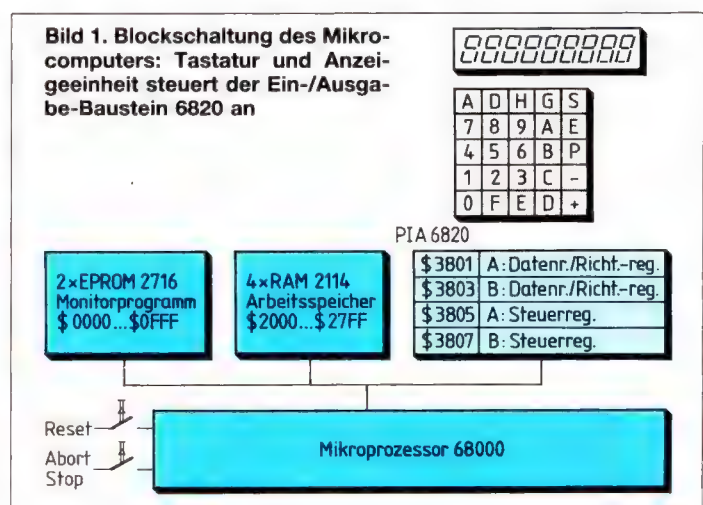 Bild 1. Blockschaltung des Mikro-
computers: Tastatur und Anzei-
geeinheit steuert der Ein-/Ausga-
be-Baustein 6820 an
888888888
A D H G S
7 8 9 A E
4 5 6 B P
1 2 3 C -
0 F E D +
PIA 6820
2×EPROM 2716
Monitorprogramm
$0000...$0FFF
4×RAM 2114
Arbeitsspeicher
$2000...$27FF
$3801 A: Datenr./Richt.-reg.
$3803 B: Datenr./Richt.-reg.
$3805 A: Steuerreg.
$3807 B: Steuerreg.
Reset
Abort
Stop
Mikroprozessor 68000